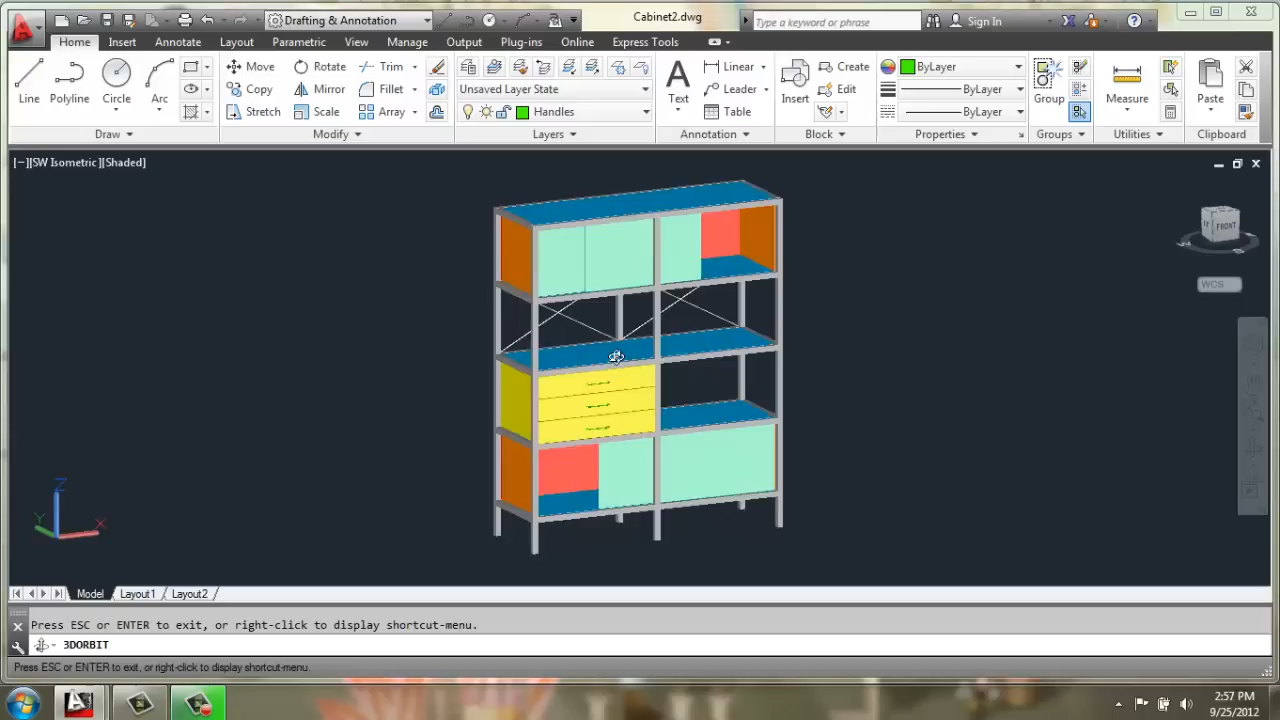 Drafting & Annotation
Cabinet2.dwg
Type a keyword or phrase
Sign In
Home Insert Annotate Layout Parametric View Manage Output Plug-ins Online Express Tools
Line
Polyline
Circle
Arc
Draw
Move
Rotate
Trim
Copy
Mirror
Fillet
Stretch
Scale
Array
Modify
Unsaved Layer State
Handles
Layers
Text
Linear
Leader
Table
Annotation
Insert
Create
Edit
Block
ByLayer
ByLayer
ByLayer
Properties
Group
Groups
Measure
Utilities
Paste
Clipboard
[−][SW Isometric][Shaded]
FRONT
WCS
Z
Y
X
Model Layout1 Layout2
Press ESC or ENTER to exit, or right-click to display shortcut-menu.
3DORBIT
Press ESC or ENTER to exit, or right-click to display shortcut-menu.
2:57 PM
9/25/2012